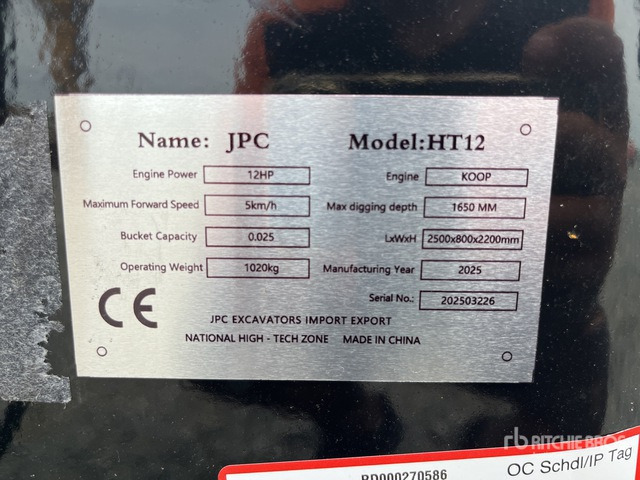 Name: JPC Model:HT12
Engine Power 12HP Engine KOOP
Maximum Forward Speed 5km/h Max digging depth 1650 MM
Bucket Capacity 0.025 LxWxH 2500x800x2200mm
Operating Weight 1020kg Manufacturing Year 2025
Serial No.: 202503226
CE
JPC EXCAVATORS IMPORT EXPORT
NATIONAL HIGH - TECH ZONE MADE IN CHINA
rb RITCHIE BROS
RD000270586 OC Schdl/IP Tag